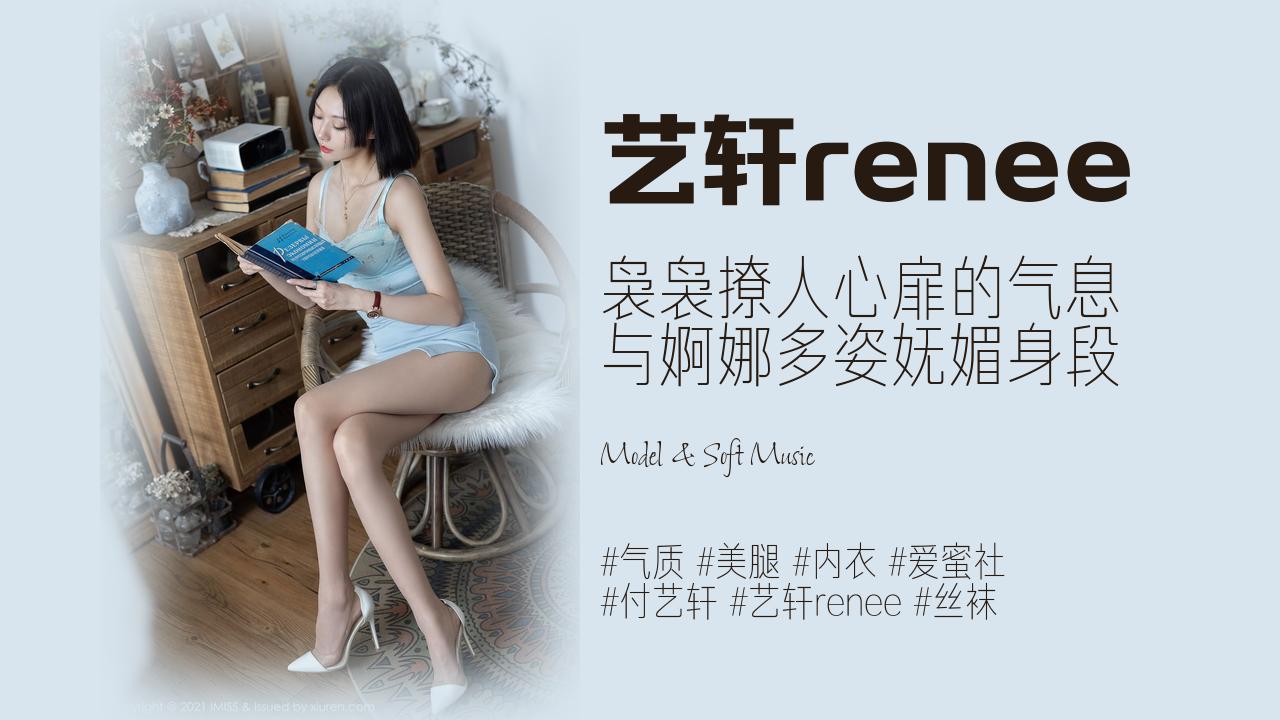 艺轩renee
袅袅撩人心扉的气息
与婀娜多姿妩媚身段
Model & Soft Music
#气质 #美腿 #内衣 #爱蜜社
#付艺轩 #艺轩renee #丝袜
РЕЗЕРВЫ
ЭКОНОМИИ
© 2021 IMISS & Issued by xiuren.com